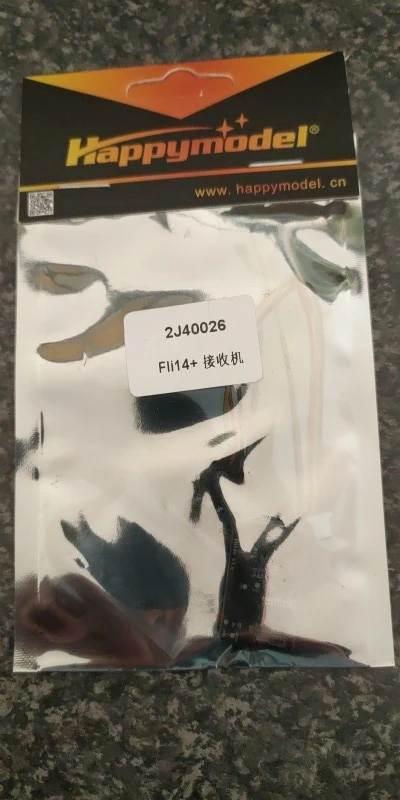 Happymodel®
www. happymodel. cn
2J40026
Fli14+ 接收机